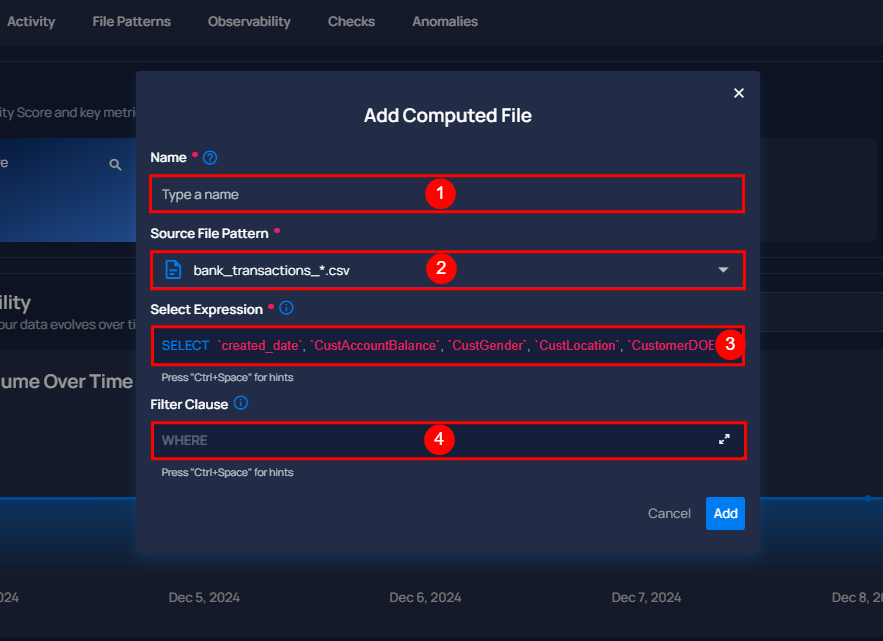 Activity File Patterns Observability Checks Anomalies
ity Score and key metri
Add Computed File
Name *
Type a name
1
Source File Pattern *
bank_transactions_*.csv
2
ility
Select Expression *
our data evolves over ti
SELECT `created_date`, `CustAccountBalance`, `CustGender`, `CustLocation`, `CustomerDOB
3
Press "Ctrl+Space" for hints
ume Over Time
Filter Clause
WHERE
4
Press "Ctrl+Space" for hints
Cancel Add
024 Dec 5, 2024 Dec 6, 2024 Dec 7, 2024 Dec 8, 20